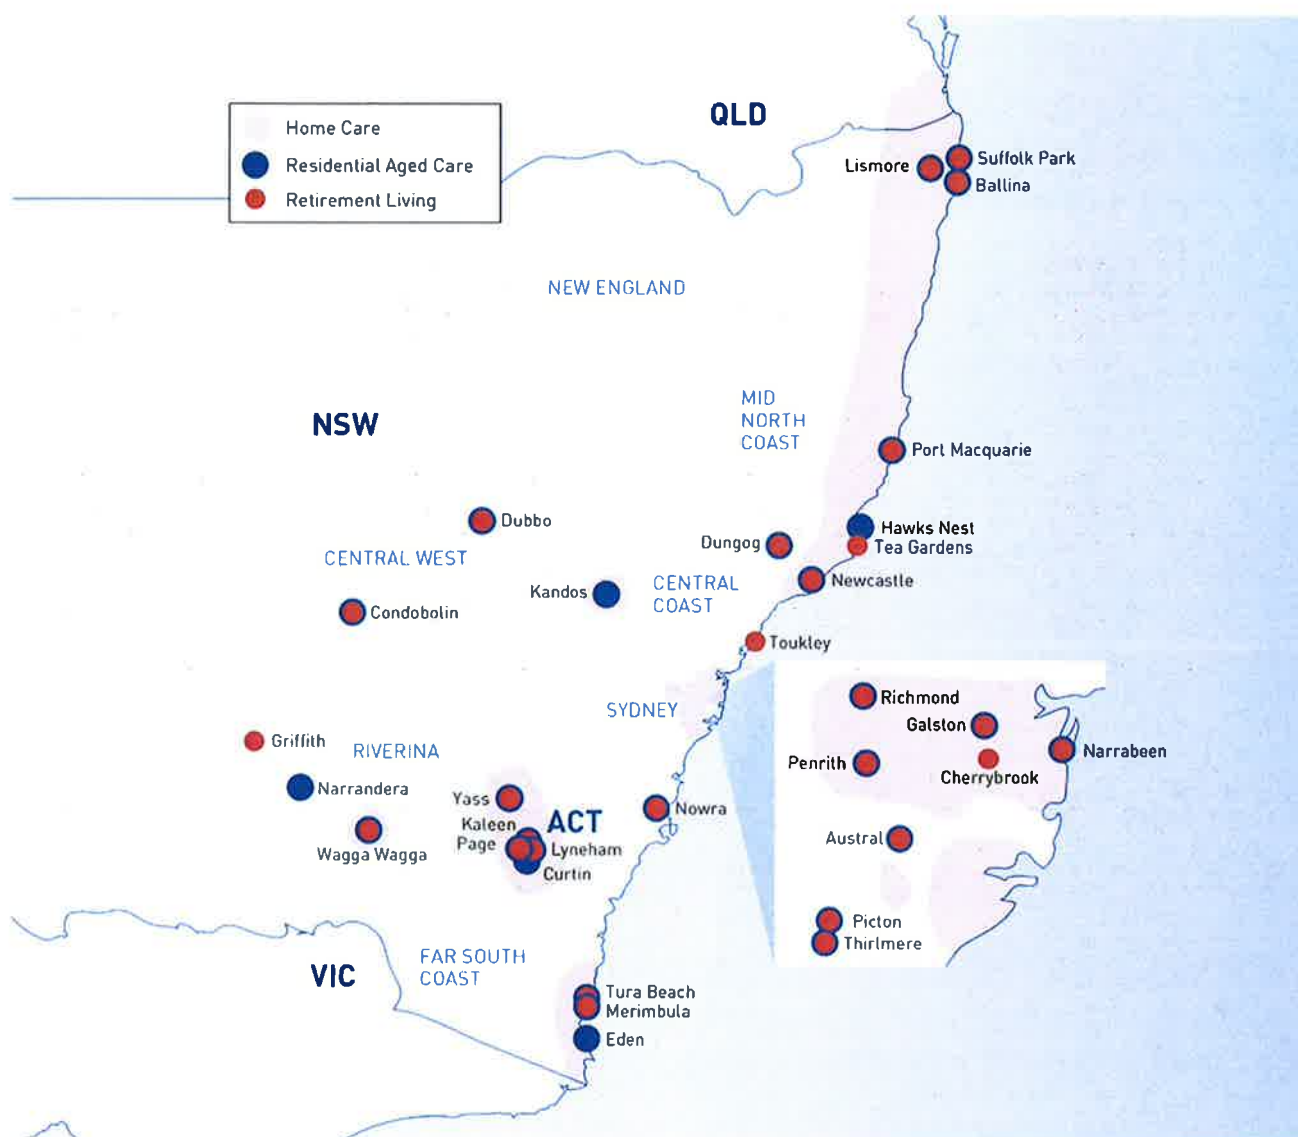 QLD
Home Care
Residential Aged Care
Retirement Living
Lismore
Suffolk Park
Ballina
NEW ENGLAND
MID
NORTH
COAST
NSW
Port Macquarie
Dubbo
Hawks Nest
Dungog
Tea Gardens
CENTRAL WEST
Kandos
CENTRAL
COAST
Newcastle
Condobolin
Toukley
SYDNEY
Richmond
Galston
Narrabeen
Penrith
Cherrybrook
Griffith
RIVERINA
Narrandera
Yass
Nowra
Kaleen
ACT
Page
Lyneham
Wagga Wagga
Curtin
Austral
Picton
Thirlmere
VIC
FAR SOUTH
COAST
Tura Beach
Merimbula
Eden